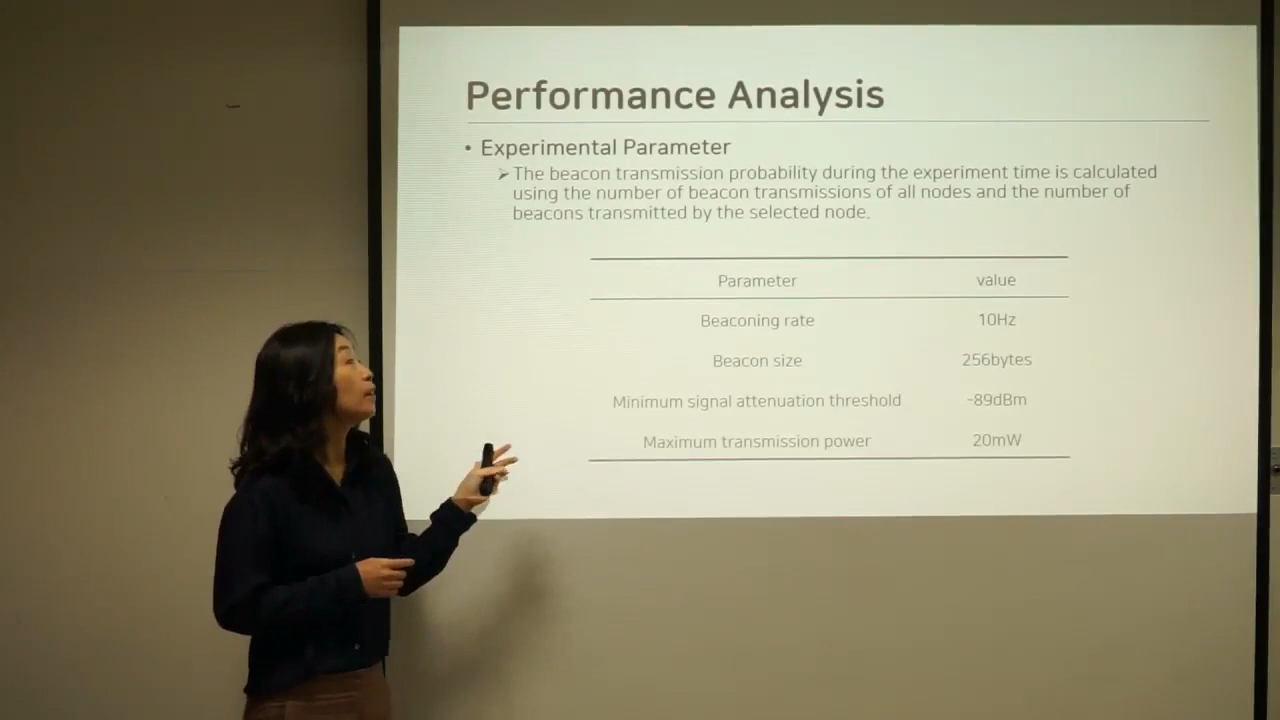 Performance Analysis
• Experimental Parameter
➢ The beacon transmission probability during the experiment time is calculated
using the number of beacon transmissions of all nodes and the number of
beacons transmitted by the selected node.
Parameter value
Beaconing rate 10Hz
Beacon size 256bytes
Minimum signal attenuation threshold -89dBm
Maximum transmission power 20mW